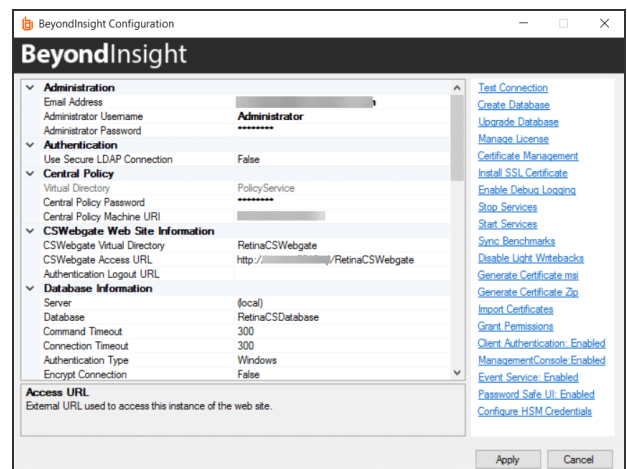 BeyondInsight Configuration
BeyondInsight
Administration
Email Address
Administrator Username Administrator
Administrator Password ********
Authentication
Use Secure LDAP Connection False
Central Policy
Virtual Directory PolicyService
Central Policy Password ********
Central Policy Machine URI
CSWebgate Web Site Information
CSWebgate Virtual Directory RetinaCSWebgate
CSWebgate Access URL http:/ /RetinaCSWebgate
Authentication Logout URL
Database Information
Server (local)
Database RetinaCSDatabase
Command Timeout 300
Connection Timeout 300
Authentication Type Windows
Encrypt Connection False
Access URL
External URL used to access this instance of the web site.
Test Connection
Create Database
Upgrade Database
Manage License
Certificate Management
Install SSL Certificate
Enable Debug Logging
Stop Services
Start Services
Sync Benchmarks
Disable Light Writebacks
Generate Certificate msi
Generate Certificate Zip
Import Certificates
Grant Permissions
Client Authentication: Enabled
ManagementConsole:Enabled
Event Service: Enabled
Password Safe UI: Enabled
Configure HSM Credentials
Apply Cancel